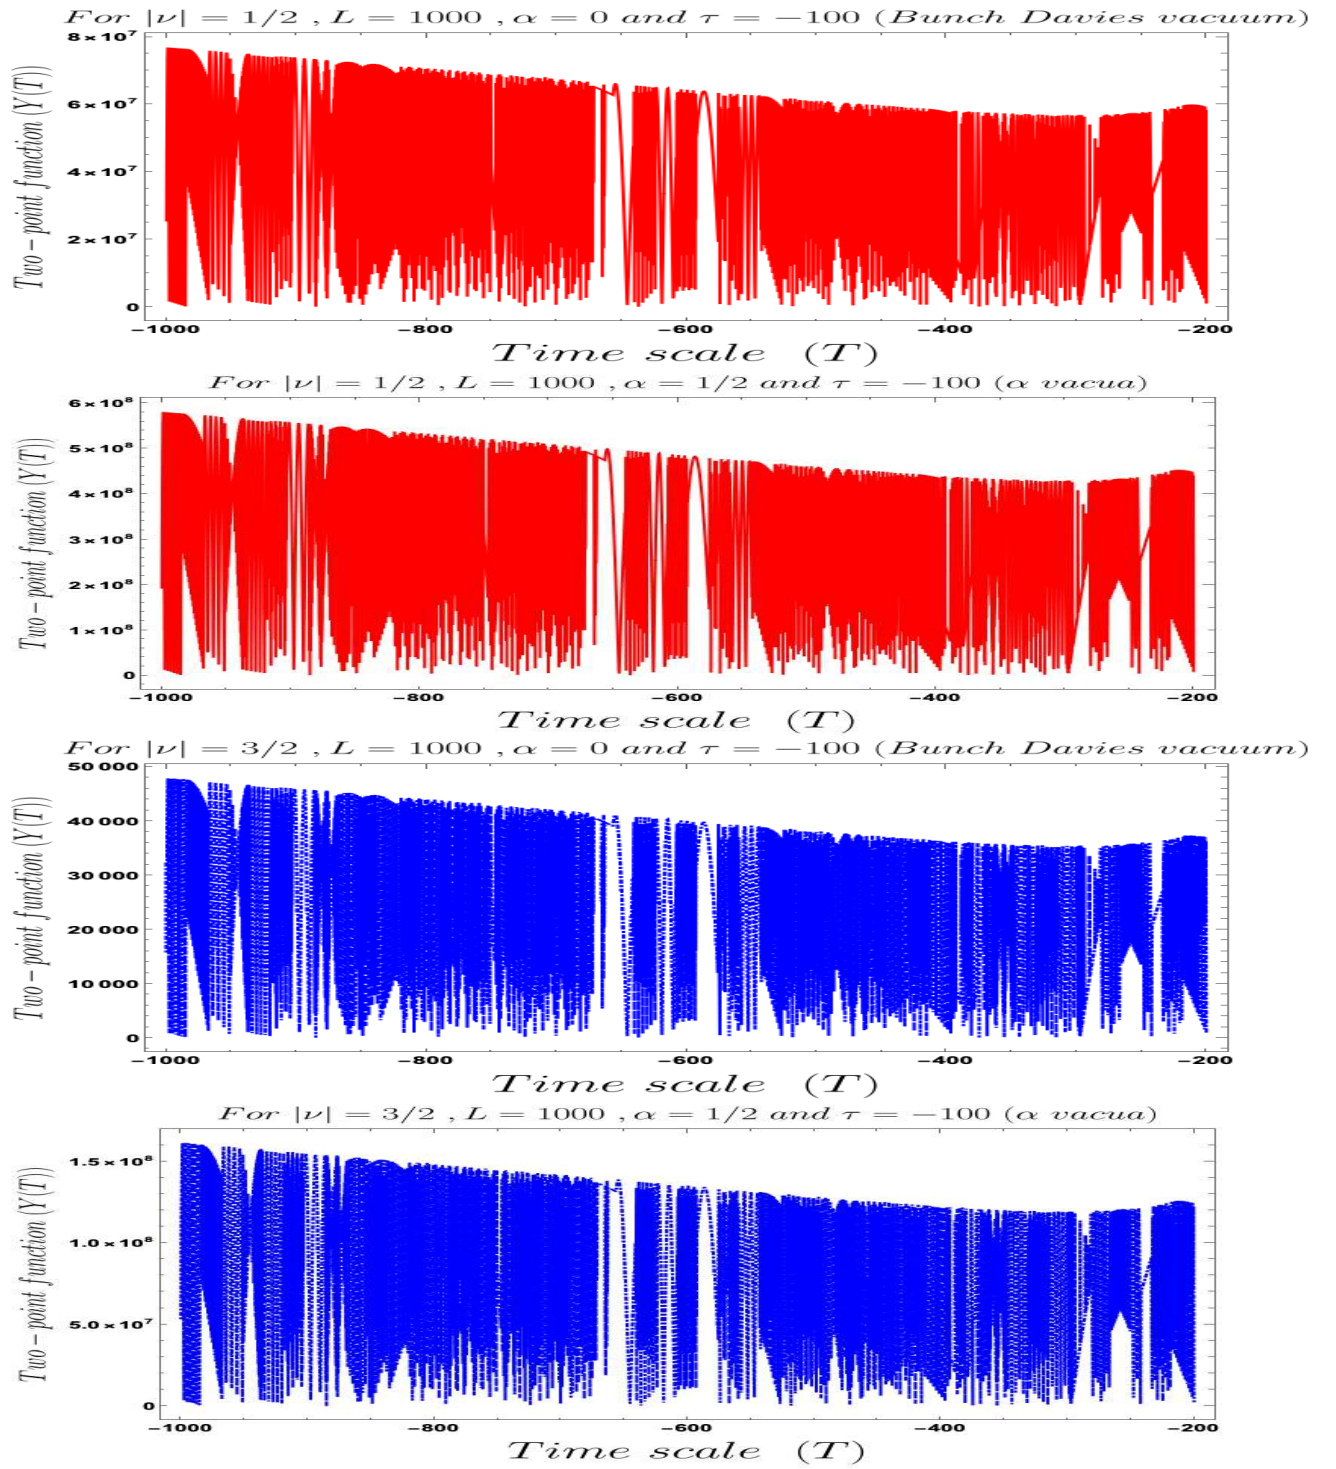 For |ν| = 1/2 , L = 1000 , α = 0 and τ = −100 (Bunch Davies vacuum)
Two−point function (Y(T))
8×10⁷
6×10⁷
4×10⁷
2×10⁷
0
−1000 −800 −600 −400 −200
Time scale (T)
For |ν| = 1/2 , L = 1000 , α = 1/2 and τ = −100 (α vacua)
Two−point function (Y(T))
6×10⁸
5×10⁸
4×10⁸
3×10⁸
2×10⁸
1×10⁸
0
−1000 −800 −600 −400 −200
Time scale (T)
For |ν| = 3/2 , L = 1000 , α = 0 and τ = −100 (Bunch Davies vacuum)
Two−point function (Y(T))
50 000
40 000
30 000
20 000
10 000
0
−1000 −800 −600 −400 −200
Time scale (T)
For |ν| = 3/2 , L = 1000 , α = 1/2 and τ = −100 (α vacua)
Two−point function (Y(T))
1.5×10⁸
1.0×10⁸
5.0×10⁷
0
−1000 −800 −600 −400 −200
Time scale (T)